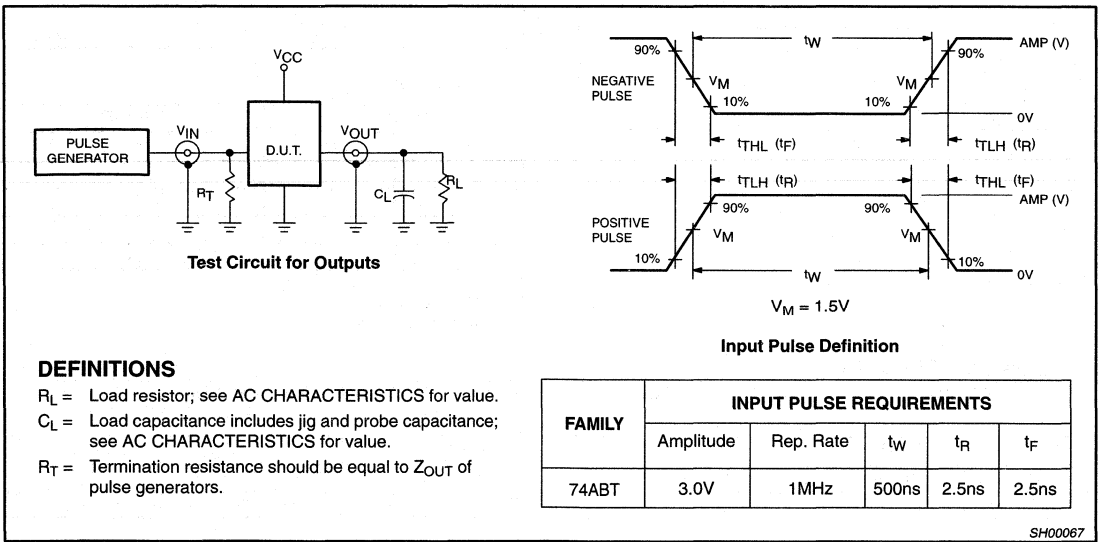 VCC
PULSE
GENERATOR
VIN
D.U.T.
VOUT
RT
CL
RL
Test Circuit for Outputs
NEGATIVE
PULSE
90%
tW
90%
AMP (V)
VM
VM
10%
10%
0V
tTHL (tF)
tTLH (tR)
tTLH (tR)
tTHL (tF)
AMP (V)
POSITIVE
PULSE
90%
90%
VM
VM
10%
10%
tW
0V
VM = 1.5V
Input Pulse Definition
DEFINITIONS
RL = Load resistor; see AC CHARACTERISTICS for value.
CL = Load capacitance includes jig and probe capacitance;
see AC CHARACTERISTICS for value.
RT = Termination resistance should be equal to ZOUT of
pulse generators.
FAMILY
INPUT PULSE REQUIREMENTS
Amplitude Rep. Rate tW tR tF
74ABT 3.0V 1MHz 500ns 2.5ns 2.5ns
SH00067